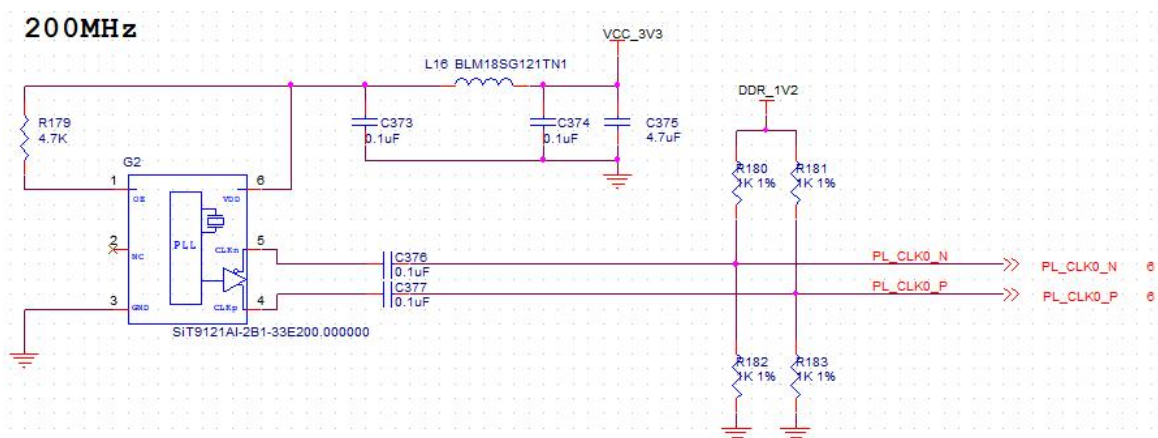 200MHz
VCC_3V3
L16 BLM18SG121TN1
DDR_1V2
R179
4.7K
C373
0.1uF
C374
0.1uF
C375
4.7uF
G2
R180
1K 1%
R181
1K 1%
1
OE
6
VDD
2
NC
PLL
5
CLKn
C376
0.1uF
PL_CLK0_N
PL_CLK0_N 6
C377
0.1uF
PL_CLK0_P
PL_CLK0_P 6
3
GND
4
CLKp
SiT9121AI-2B1-33E200.000000
R182
1K 1%
R183
1K 1%